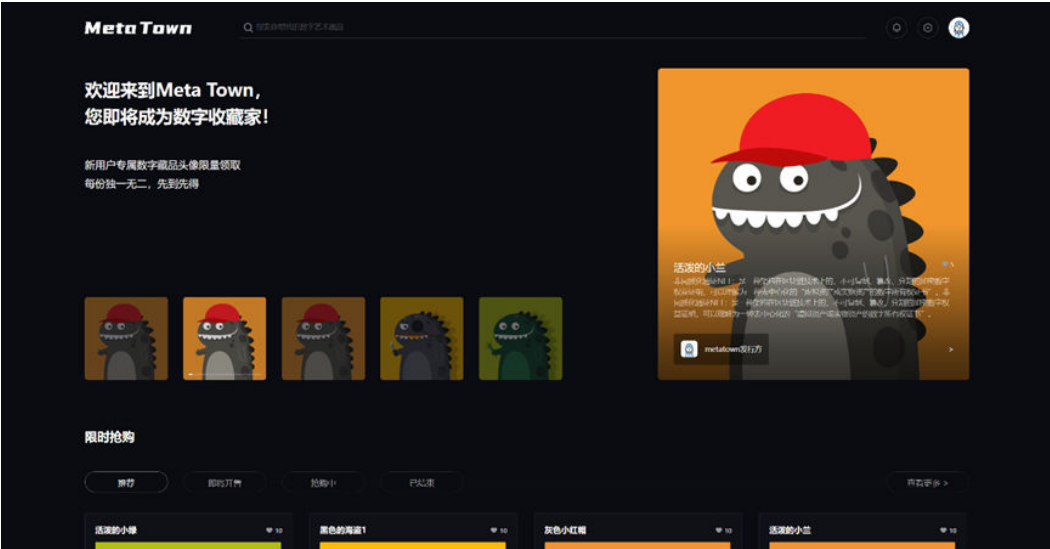 Meta Town
欢迎来到Meta Town,
您即将成为数字收藏家!
新用户专属数字藏品头像限量领取
每份独一无二，先到先得
活泼的小兰
5
metatown发行方
>
限时抢购
推荐
即将开售
抢购中
已结束
查看更多 >
活泼的小绿
10
黑色的海盗1
10
灰色小红帽
10
活泼的小兰
10